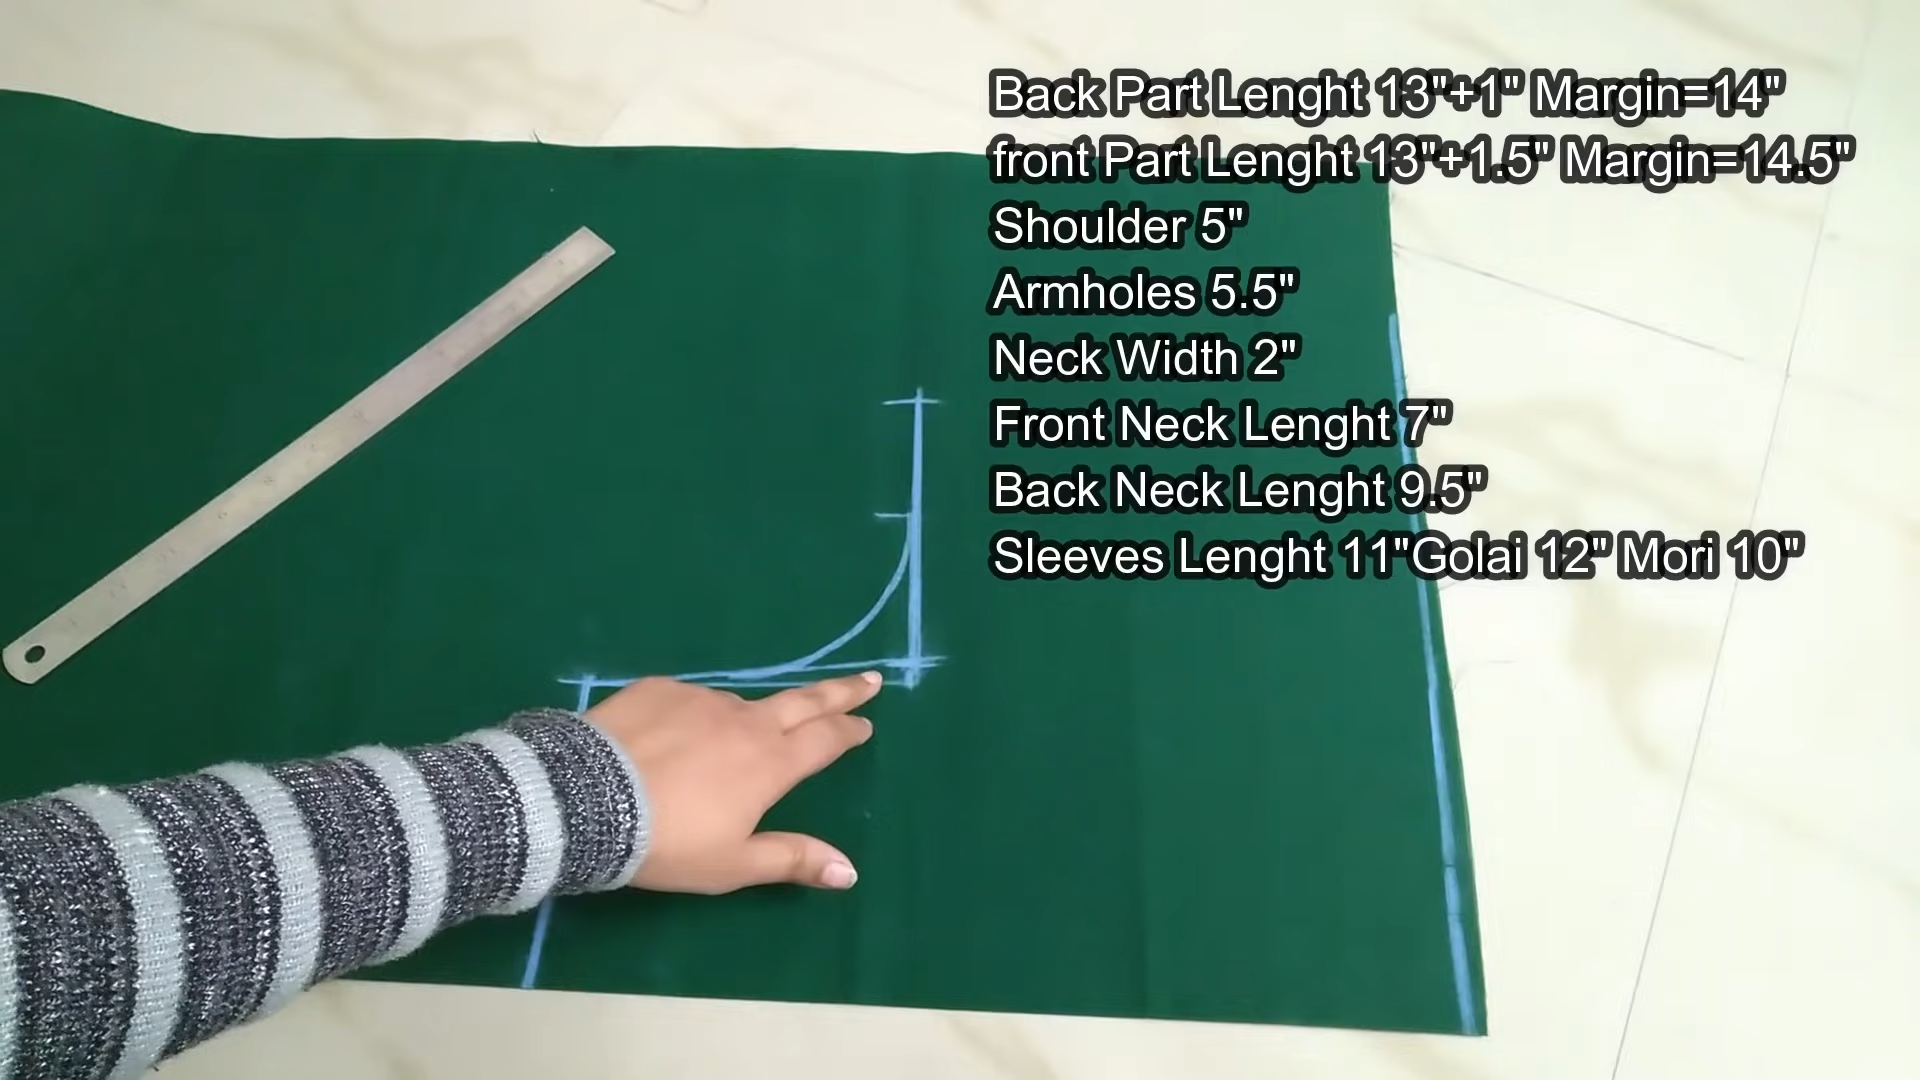 Back Part Lenght 13"+1" Margin=14"
front Part Lenght 13"+1.5" Margin=14.5"
Shoulder 5"
Armholes 5.5"
Neck Width 2"
Front Neck Lenght 7"
Back Neck Lenght 9.5"
Sleeves Lenght 11"Golai 12" Mori 10"